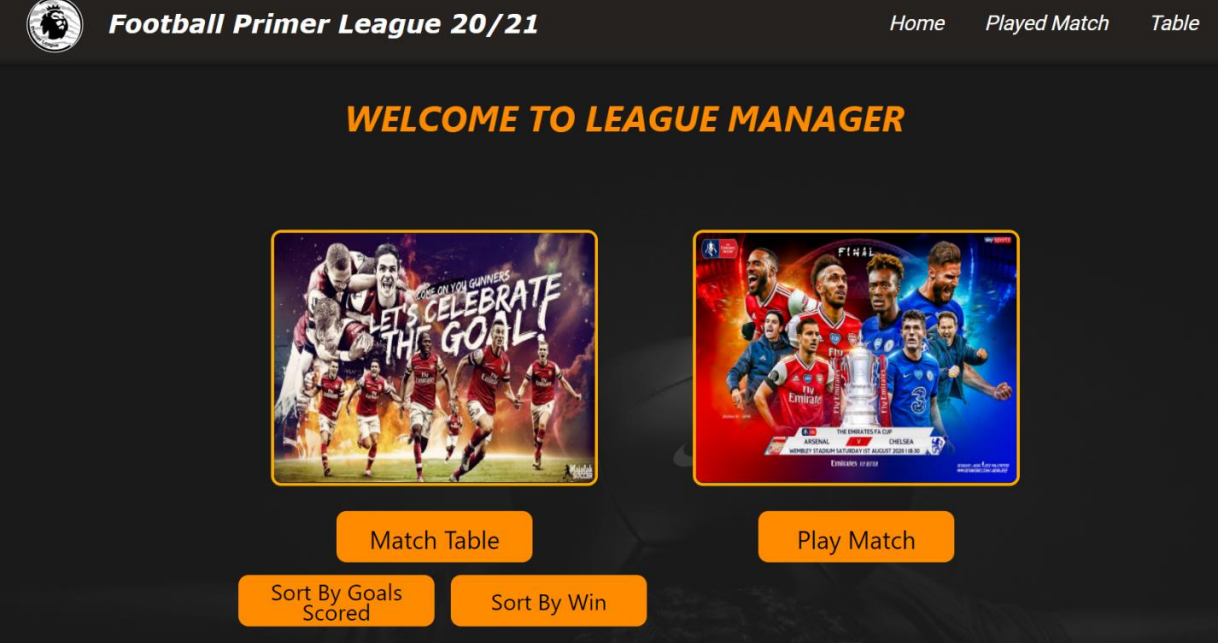 Football Primer League 20/21
Home
Played Match
Table
WELCOME TO LEAGUE MANAGER
COME ON YOU GUNNERS
LET'S CELEBRATE
THE GOAL!
FINAL
sky sports
Fly
Emirates
THE EMIRATES FA CUP
ARSENAL V CHELSEA
WEMBLEY STADIUM SATURDAY 1ST AUGUST 2020 | 18:30
Match Table
Play Match
Sort By Goals
Scored
Sort By Win